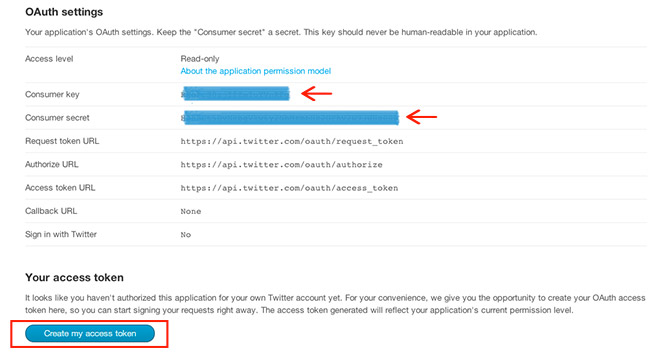 OAuth settings
Your application's OAuth settings. Keep the "Consumer secret" a secret. This key should never be human-readable in your application.
Access level Read-only
About the application permission model
Consumer key
Consumer secret
Request token URL https://api.twitter.com/oauth/request_token
Authorize URL https://api.twitter.com/oauth/authorize
Access token URL https://api.twitter.com/oauth/access_token
Callback URL None
Sign in with Twitter No
Your access token
It looks like you haven't authorized this application for your own Twitter account yet. For your convenience, we give you the opportunity to create your OAuth access
token here, so you can start signing your requests right away. The access token generated will reflect your application's current permission level.
Create my access token